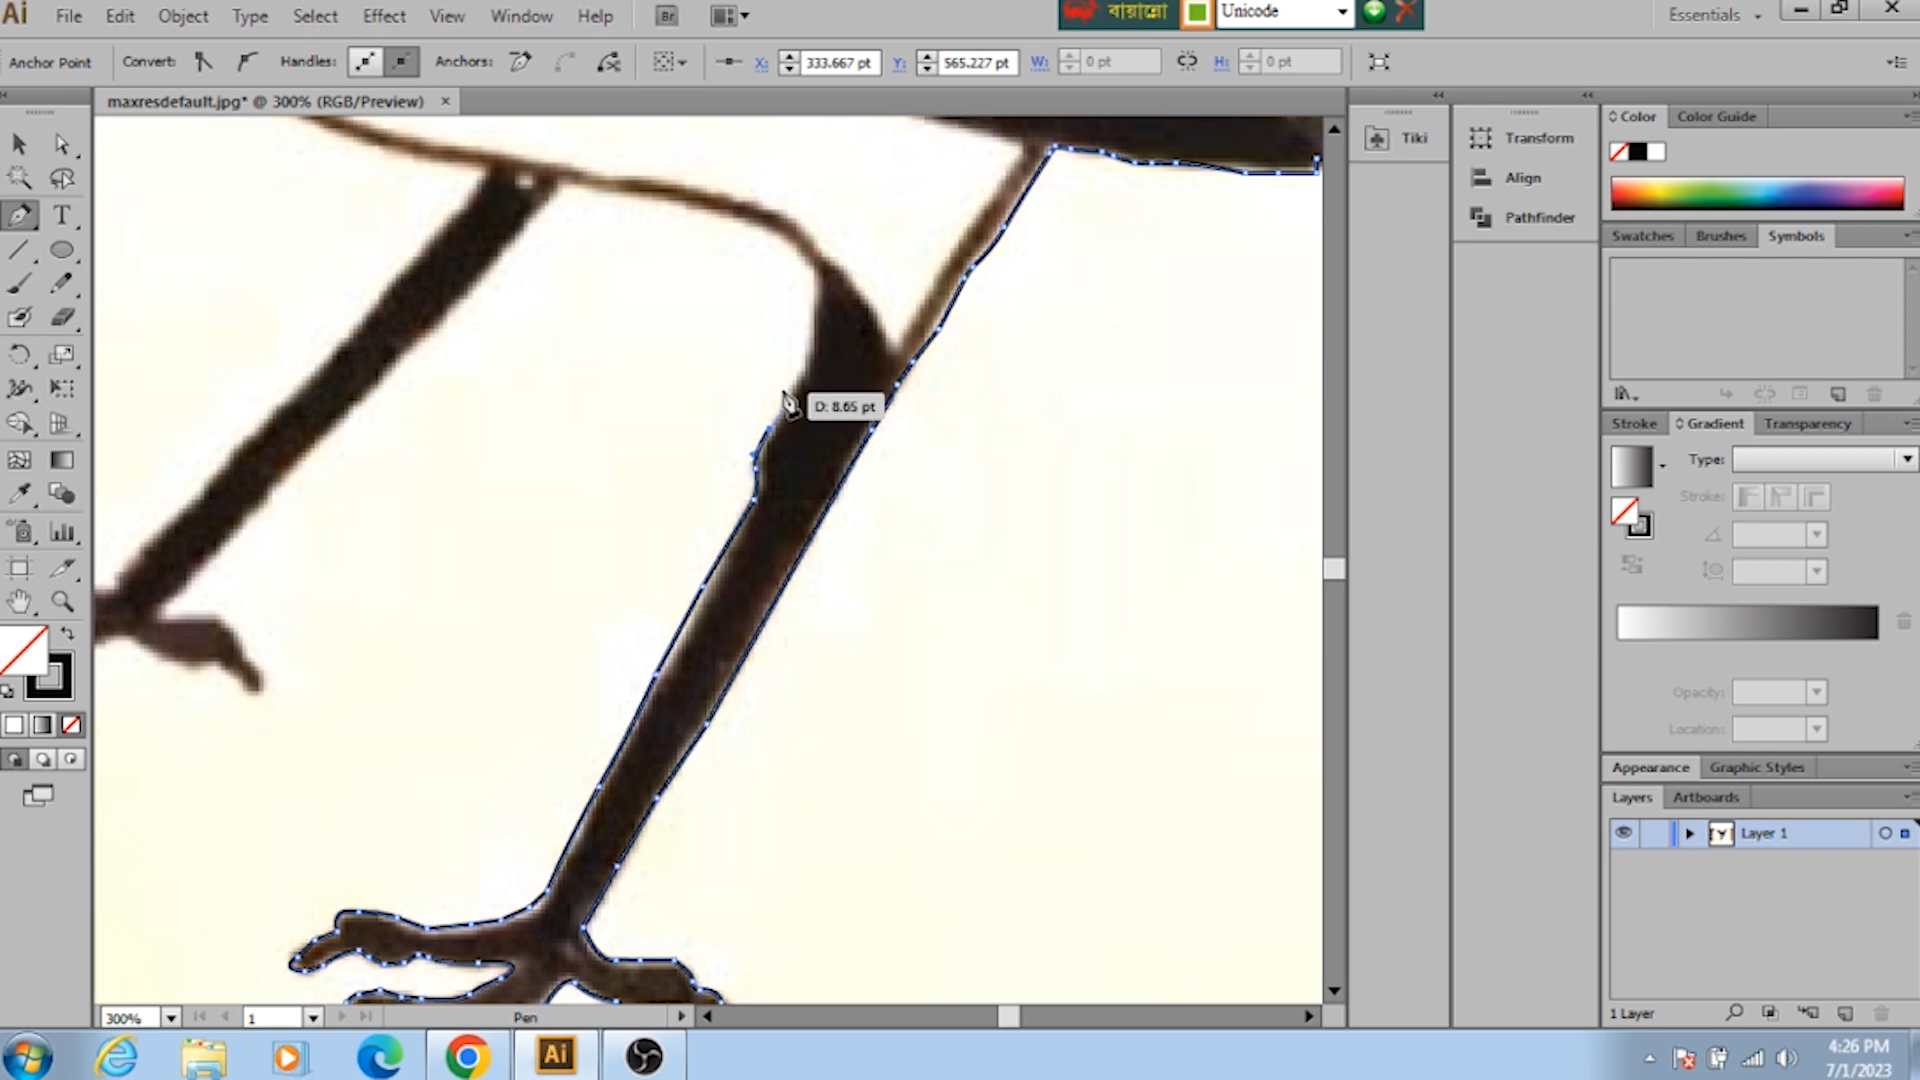 Ai File Edit Object Type Select Effect View Window Help Br বায়ান্নো Unicode Essentials
Anchor Point Convert: Handles: Anchors: X: 333.667 pt Y: 565.227 pt W: 0 pt H: 0 pt
maxresdefault.jpg* @ 300% (RGB/Preview) ×
Tiki
Transform
Align
Pathfinder
Color Color Guide
Swatches Brushes Symbols
Stroke Gradient Transparency
Type:
Stroke:
Opacity:
Location:
Appearance Graphic Styles
Layers Artboards
Layer 1
1 Layer
D: 8.65 pt
T
300% 1 Pen
Ai
4:26 PM
7/1/2023